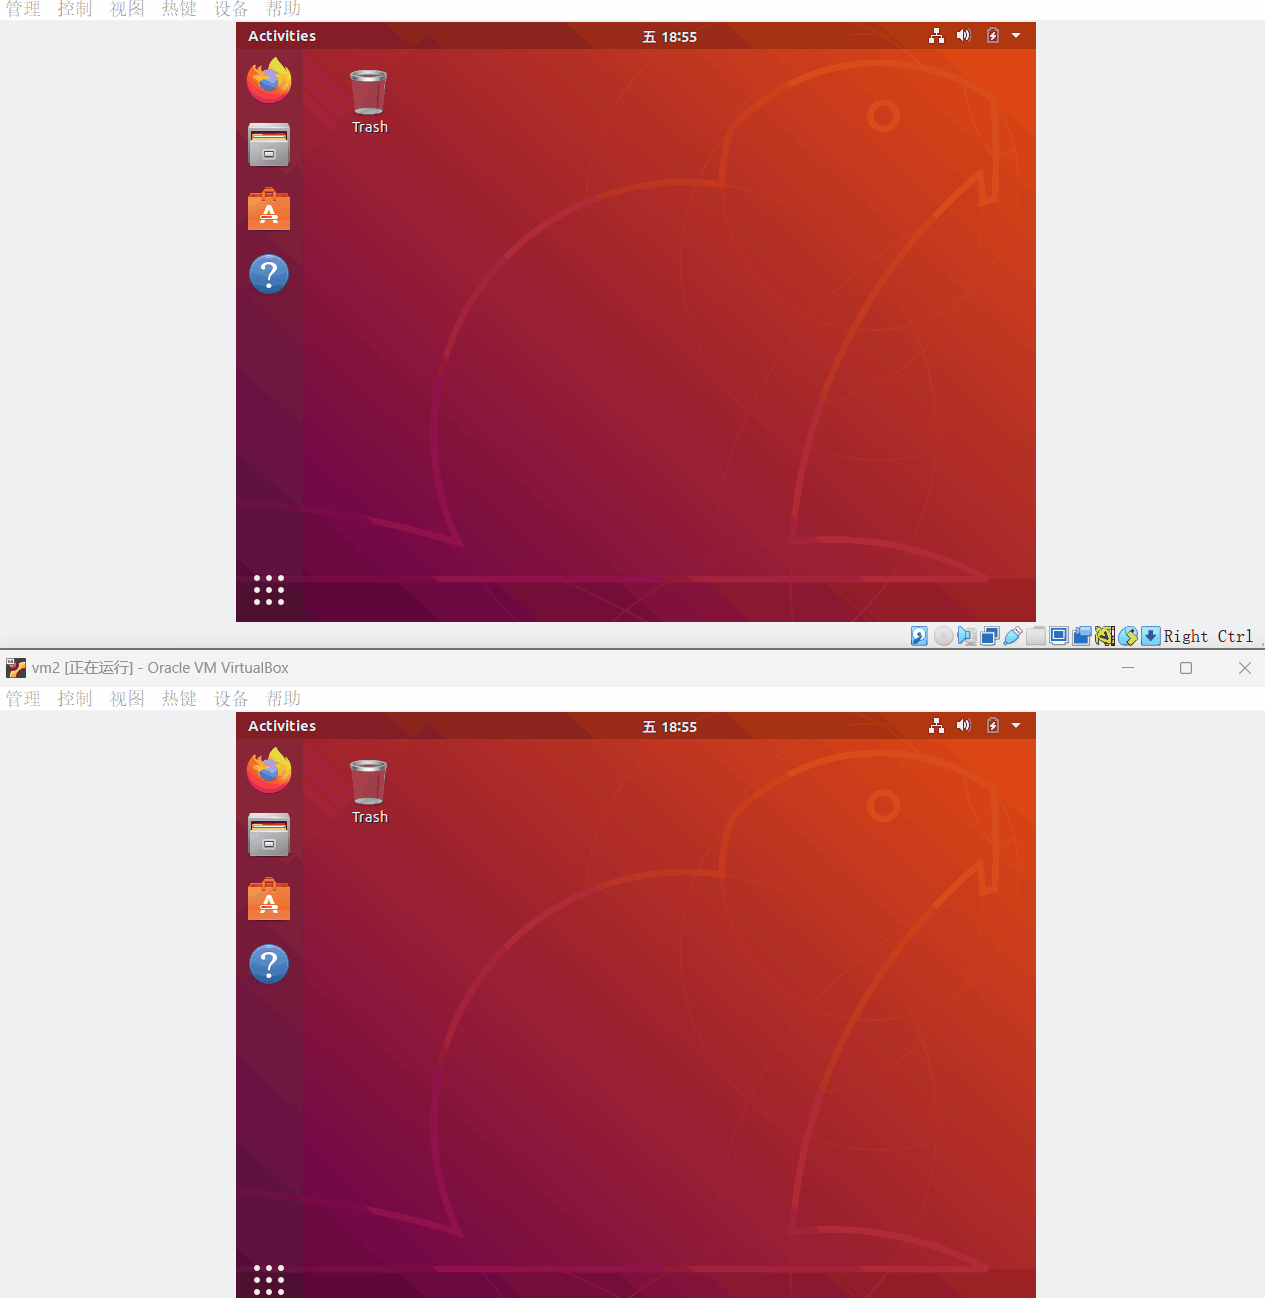 管理 控制 视图 热键 设备 帮助
Activities 五 18:55
Trash
Right Ctrl
vm2 [正在运行] - Oracle VM VirtualBox
管理 控制 视图 热键 设备 帮助
Activities 五 18:55
Trash